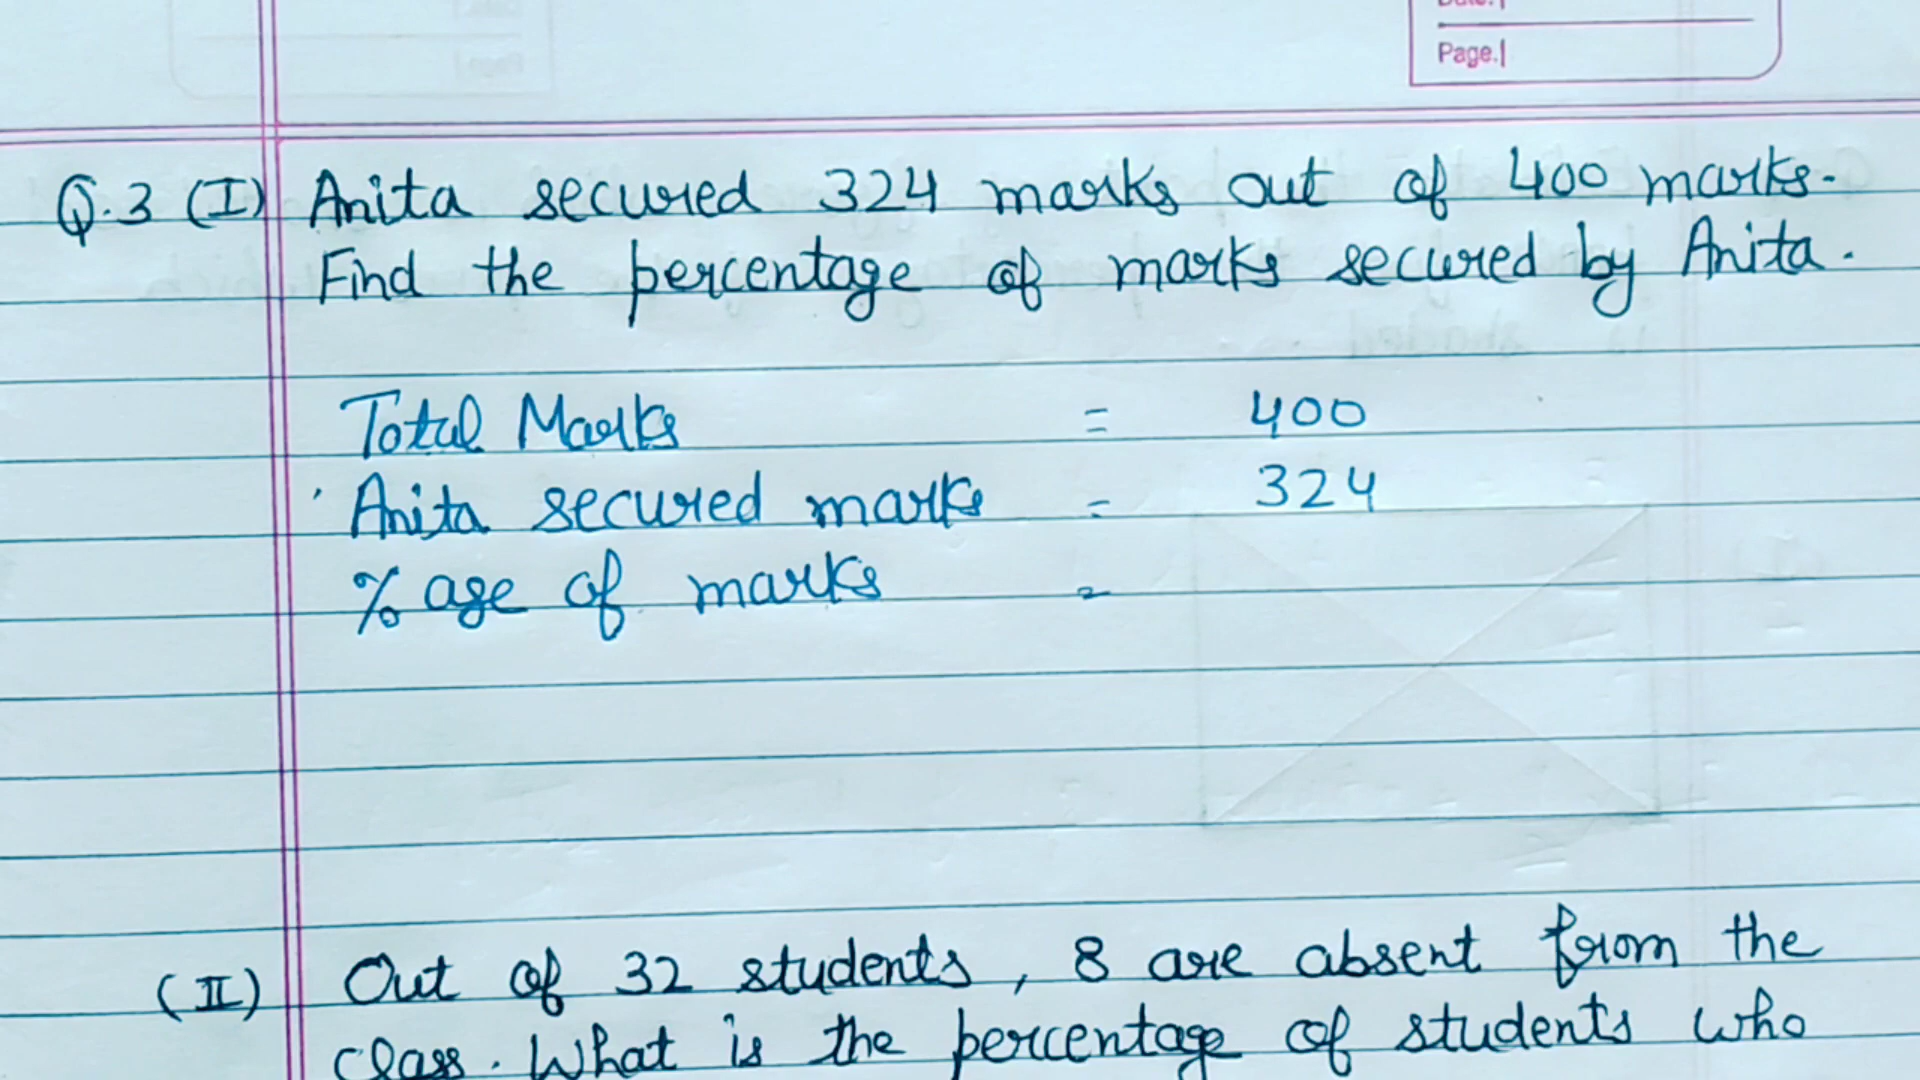 Date.
Page.
Q.3 (I) Anita secured 324 marks out of 400 marks.
Find the percentage of marks secured by Anita.
Total Marks = 400
Anita secured marks = 324
% age of marks =
(II) Out of 32 students, 8 are absent from the
class. What is the percentage of students who